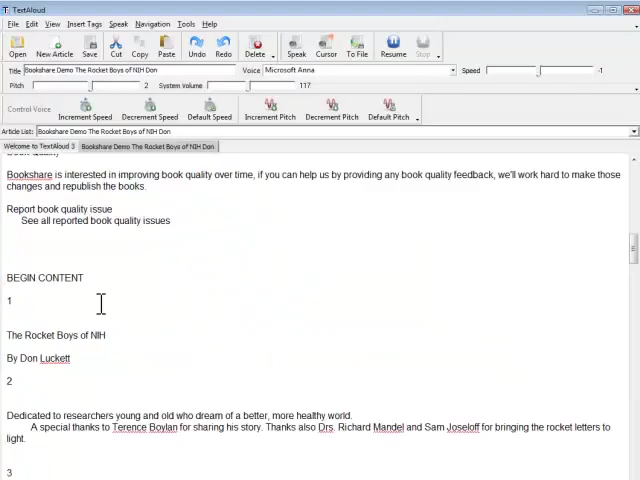 TextAloud
File Edit View Insert Tags Speak Navigation Tools Help
Open New Article Save Cut Copy Paste Undo Redo Delete Speak Cursor To File Resume Stop
Title Bookshare Demo The Rocket Boys of NIH Don Voice Microsoft Anna Speed -1
Pitch 2 System Volume 117
Control Voice Increment Speed Decrement Speed Default Speed Increment Pitch Decrement Pitch Default Pitch
Article List: Bookshare Demo The Rocket Boys of NIH Don
Welcome to TextAloud 3 Bookshare Demo The Rocket Boys of NIH Don
Book Quality
Bookshare is interested in improving book quality over time, if you can help us by providing any book quality feedback, we'll work hard to make those
changes and republish the books.
Report book quality issue
See all reported book quality issues
BEGIN CONTENT
1
The Rocket Boys of NIH
By Don Luckett
2
Dedicated to researchers young and old who dream of a better, more healthy world.
A special thanks to Terence Boylan for sharing his story. Thanks also Drs. Richard Mandel and Sam Joseloff for bringing the rocket letters to
light.
3